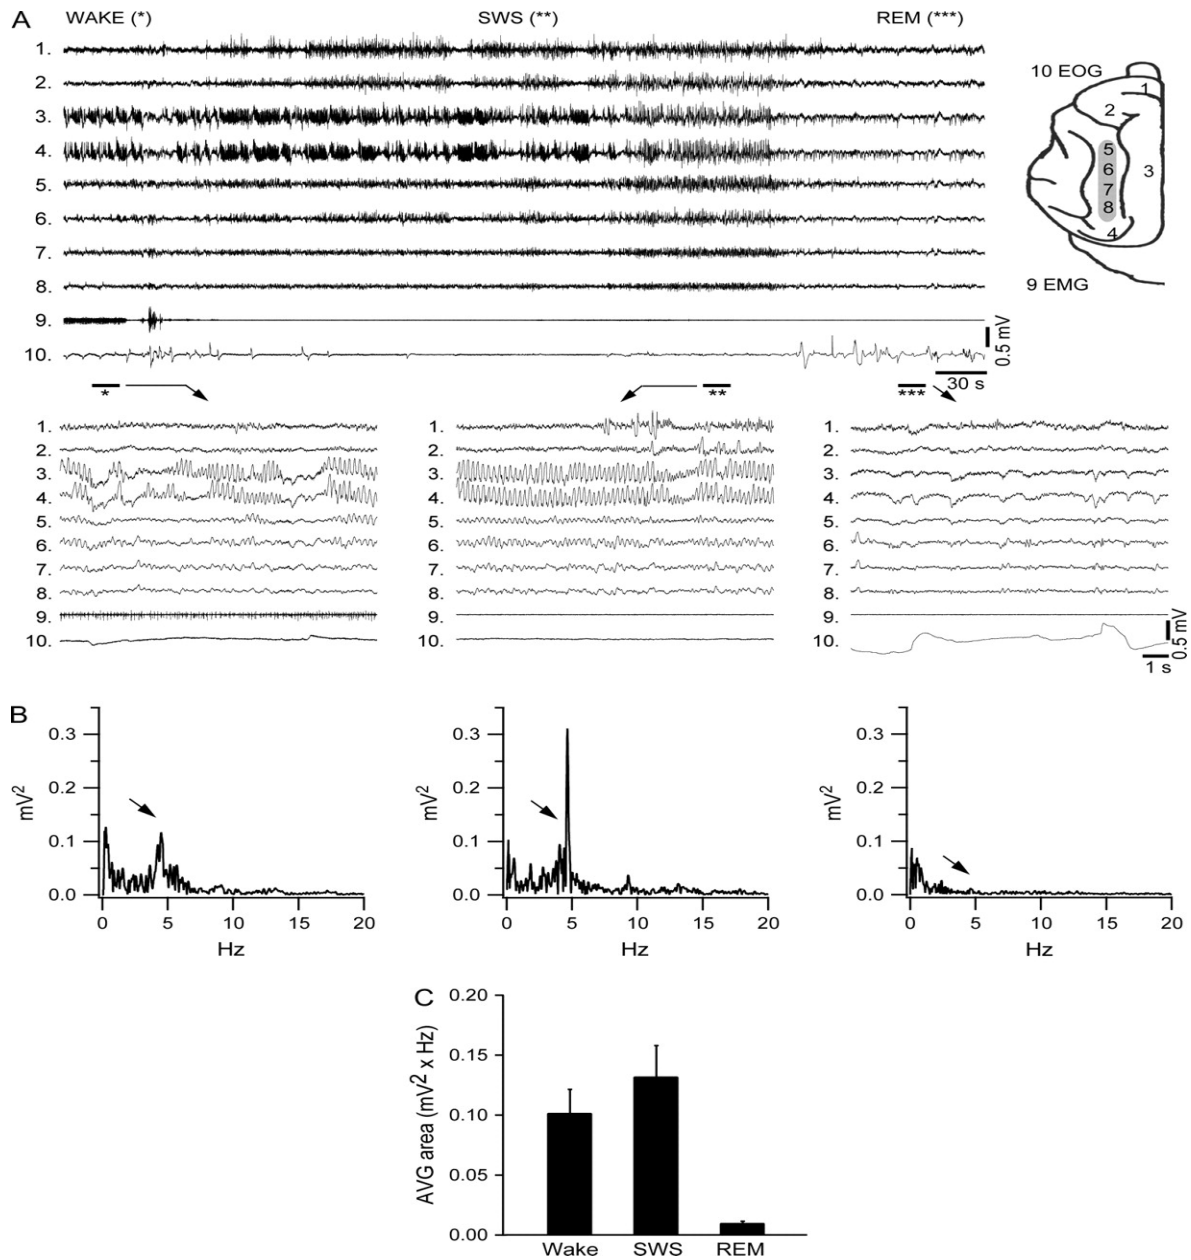 A WAKE (*) SWS (**) REM (***)
1.
2.
3.
4.
5.
6.
7.
8.
9.
10.
0.5 mV
30 s
10 EOG
1
2
3
5
6
7
8
4
9 EMG
* ** ***
1. 1. 1.
2. 2. 2.
3. 3. 3.
4. 4. 4.
5. 5. 5.
6. 6. 6.
7. 7. 7.
8. 8. 8.
9. 9. 9.
10. 10. 10.
0.5 mV
1 s
B
mV²
0.3
0.2
0.1
0.0
0 5 10 15 20
Hz
mV²
0.3
0.2
0.1
0.0
0 5 10 15 20
Hz
mV²
0.3
0.2
0.1
0.0
0 5 10 15 20
Hz
C
AVG area (mV² x Hz)
0.20
0.15
0.10
0.05
0.00
Wake SWS REM